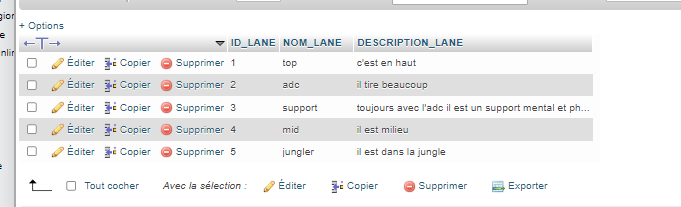 gion
e
nlin
+ Options
←T→ ID_LANE NOM_LANE DESCRIPTION_LANE
Éditer Copier Supprimer 1 top c'est en haut
Éditer Copier Supprimer 2 adc il tire beaucoup
Éditer Copier Supprimer 3 support toujours avec l'adc il est un support mental et ph...
Éditer Copier Supprimer 4 mid il est milieu
Éditer Copier Supprimer 5 jungler il est dans la jungle
Tout cocher Avec la sélection : Éditer Copier Supprimer Exporter